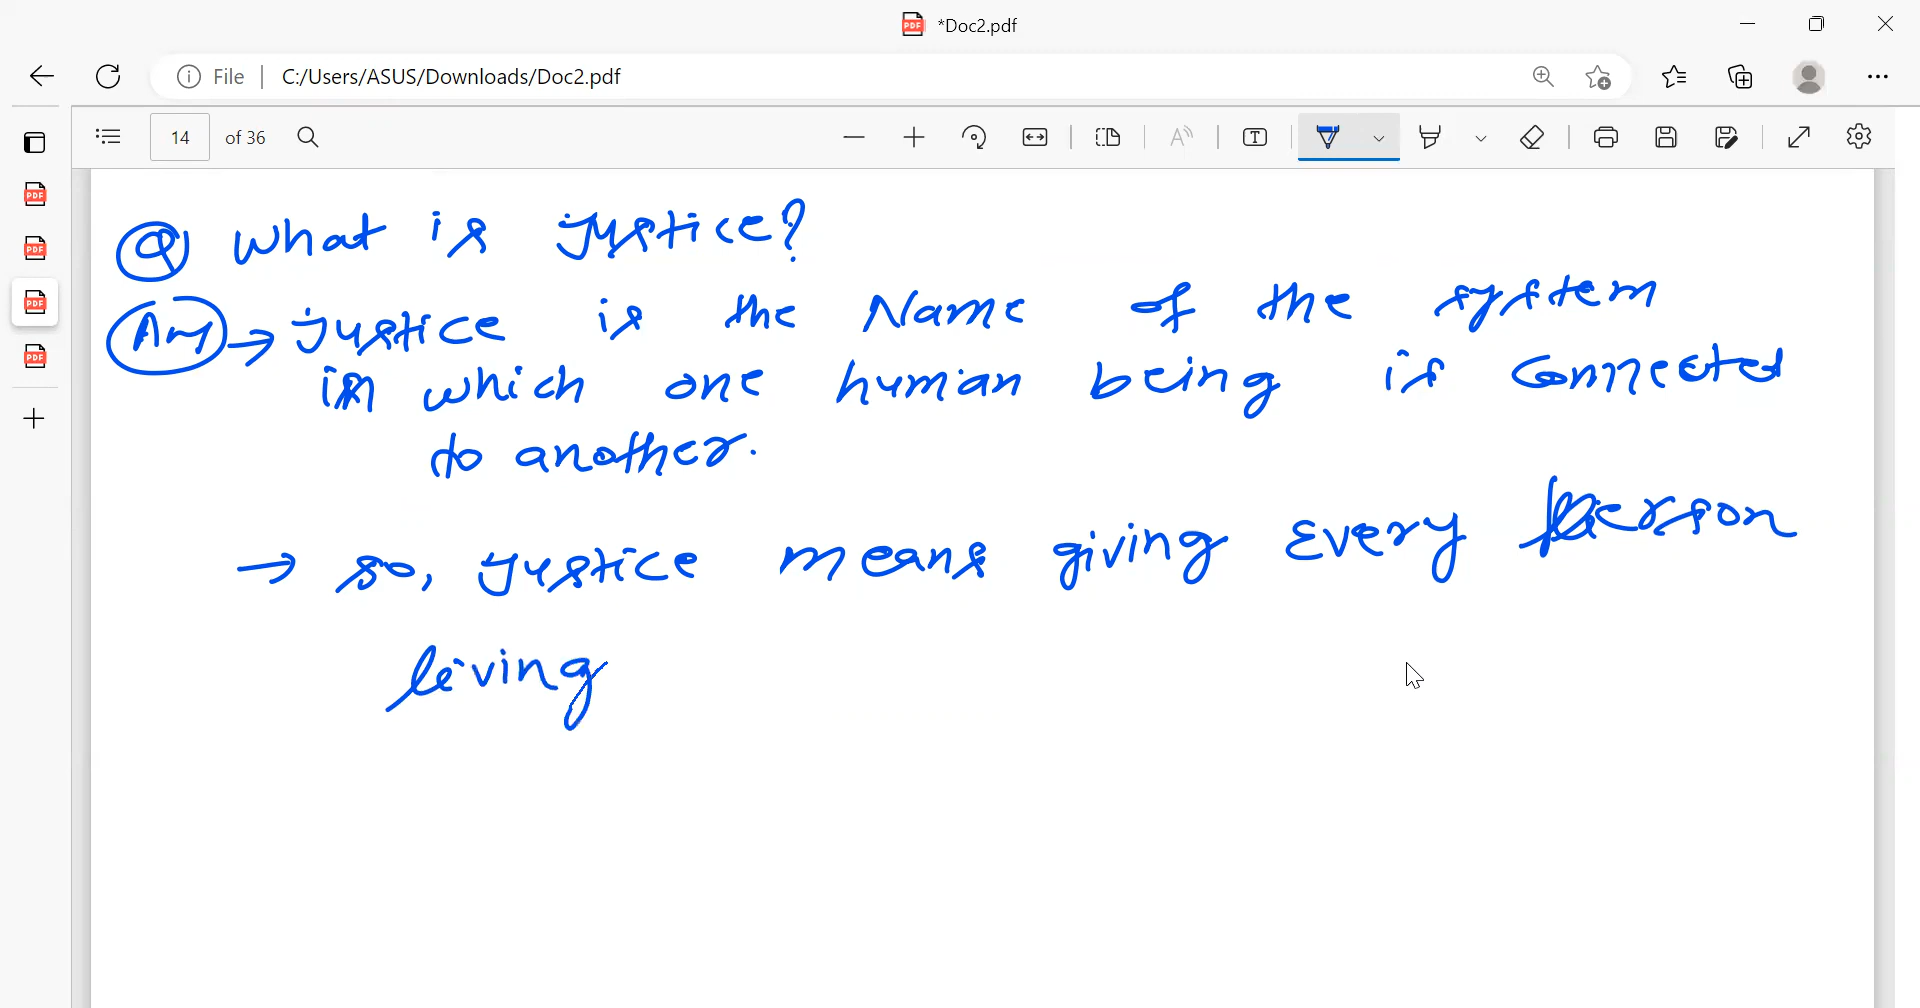 *Doc2.pdf
File | C:/Users/ASUS/Downloads/Doc2.pdf
14 of 36
Q What is justice?
Ans → justice is the Name of the system
in which one human being is connected
to another.
→ so, justice means giving every person
living